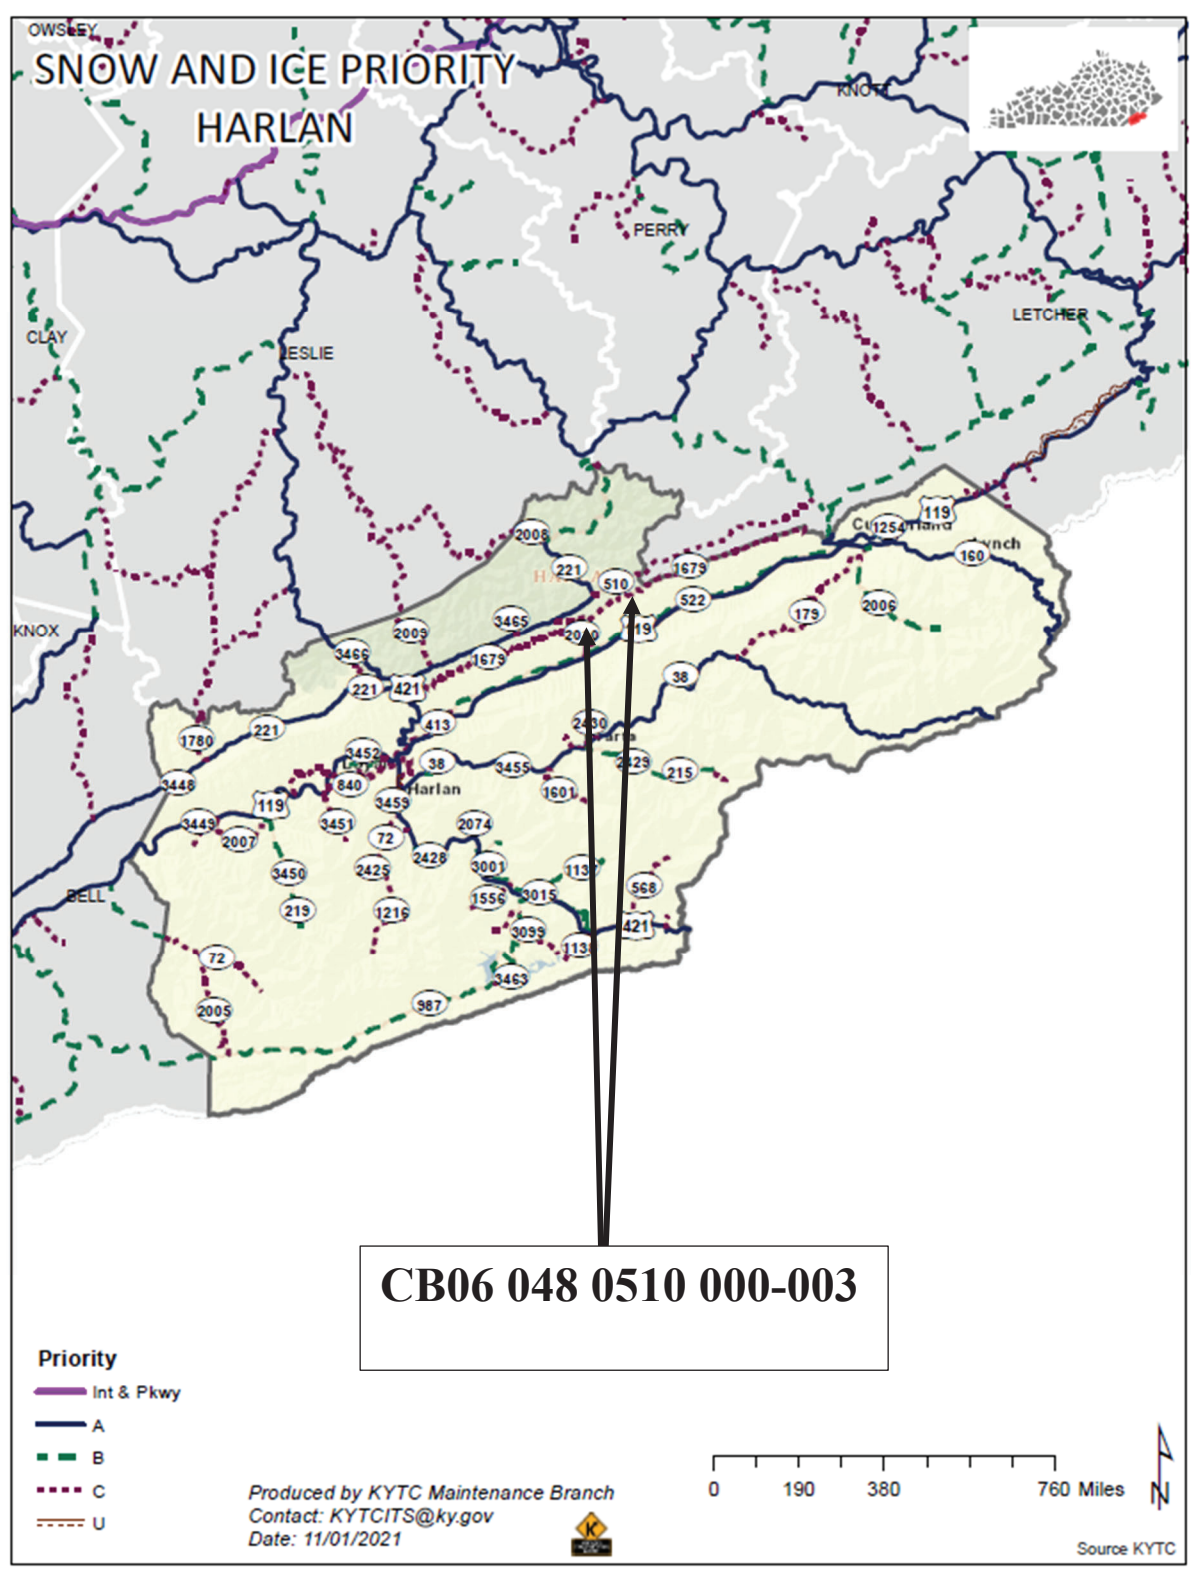 OWSLEY
SNOW AND ICE PRIORITY
HARLAN
KNOTT
PERRY
LETCHER
CLAY
LESLIE
119
1254
Lynch
160
2008
221
510
1679
522
179
2006
KNOX
2009
3465
3466
1679
38
221
421
413
2430
1780
221
3452
38
3455
2429
215
3448
840
1601
Harlan
119
3459
3449
3451
2074
2007
72
2428
3001
1137
3450
2425
568
BELL
1556
3015
219
1216
3099
421
1138
72
3463
987
2005
CB06 048 0510 000-003
Priority
Int & Pkwy
A
B
C
U
Produced by KYTC Maintenance Branch
Contact: KYTCITS@ky.gov
Date: 11/01/2021
0 190 380 760 Miles
N
Source KYTC